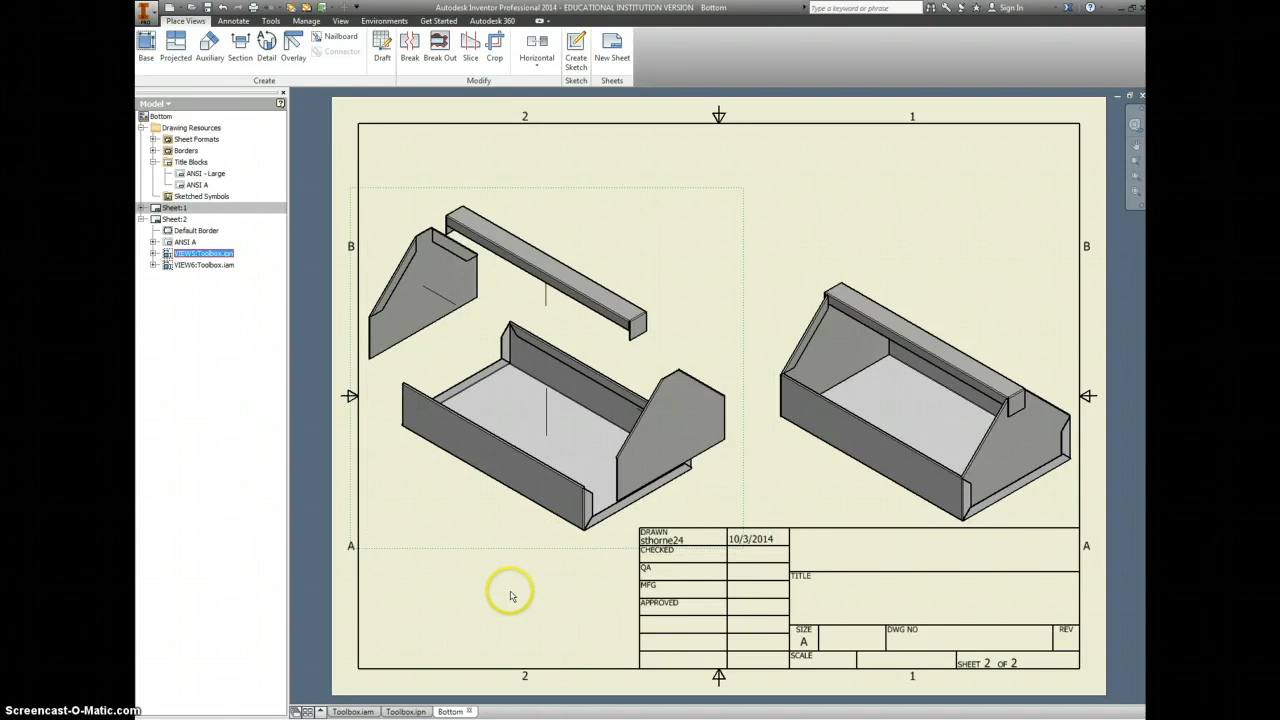 Autodesk Inventor Professional 2014 - EDUCATIONAL INSTITUTION VERSION Bottom
Type a keyword or phrase
Sign In
PRO
Place Views Annotate Tools Manage View Environments Get Started Autodesk 360
Base Projected Auxiliary Section Detail Overlay
Nailboard
Connector
Draft Break Break Out Slice Crop Horizontal
Create
Sketch
New Sheet
Create Modify Sketch Sheets
Model
Bottom
Drawing Resources
Sheet Formats
Borders
Title Blocks
ANSI - Large
ANSI A
Sketched Symbols
Sheet:1
Sheet:2
Default Border
ANSI A
VIEW5:Toolbox.ipn
VIEW6:Toolbox.iam
2 1
B B
A A
DRAWN
sthorne24 10/3/2014
CHECKED
QA
MFG
APPROVED
TITLE
SIZE
A
DWG NO
REV
SCALE
SHEET 2 OF 2
2 1
Toolbox.iam Toolbox.ipn Bottom
Screencast-O-Matic.com